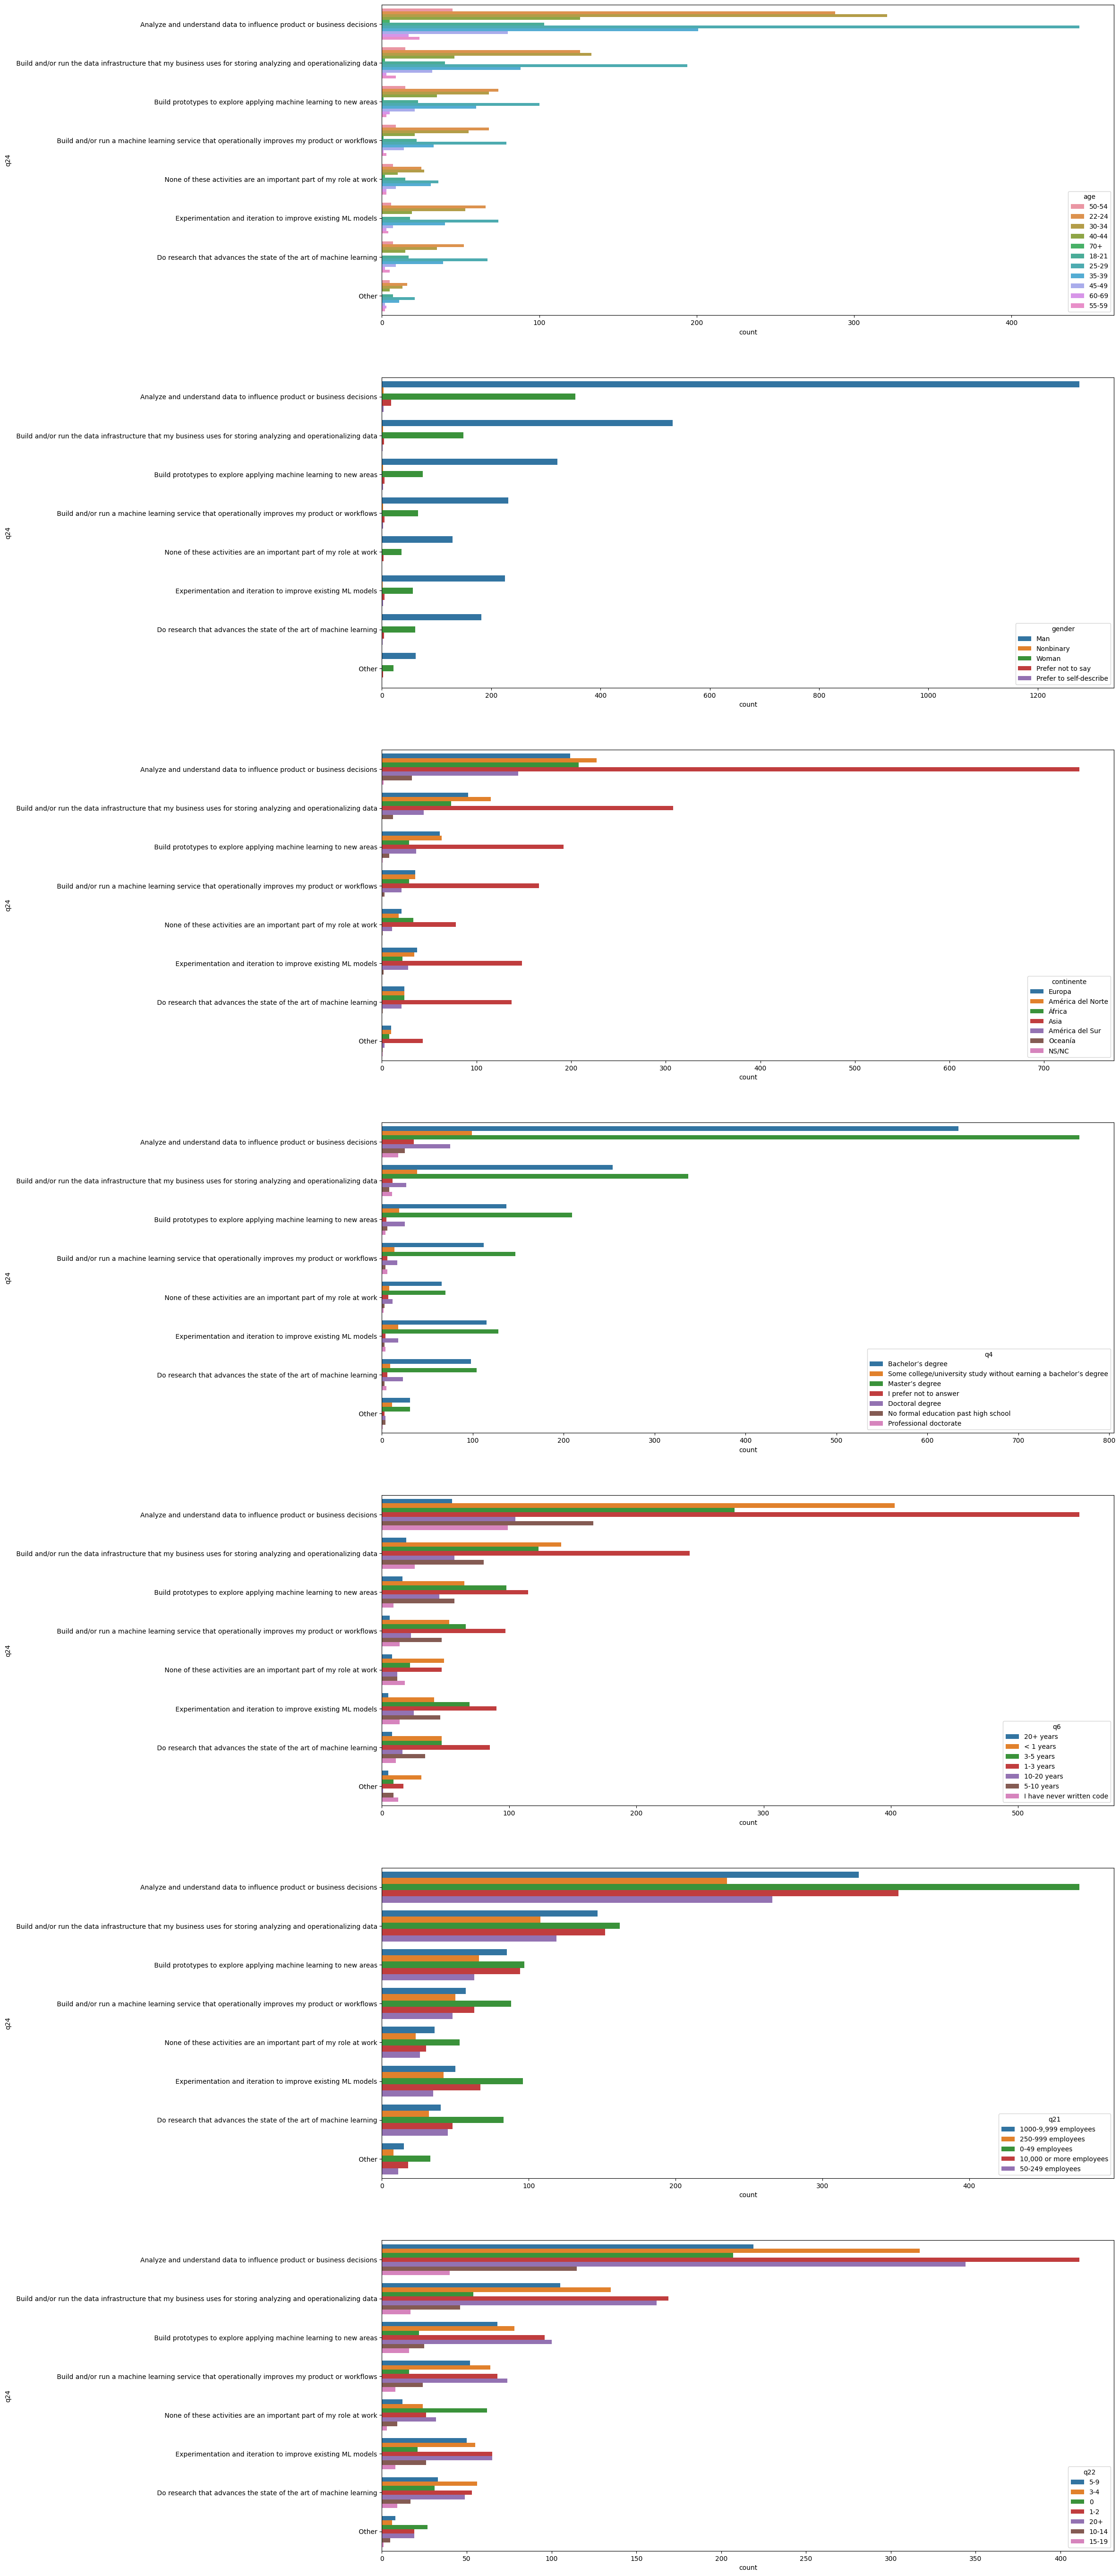 Analyze and understand data to influence product or business decisions
Build and/or run the data infrastructure that my business uses for storing analyzing and operationalizing data
Build prototypes to explore applying machine learning to new areas
Build and/or run a machine learning service that operationally improves my product or workflows
q24
None of these activities are an important part of my role at work
Experimentation and iteration to improve existing ML models
Do research that advances the state of the art of machine learning
Other
age
50-54
22-24
30-34
40-44
70+
18-21
25-29
35-39
45-49
60-69
55-59
0 100 200 300 400
count
Analyze and understand data to influence product or business decisions
Build and/or run the data infrastructure that my business uses for storing analyzing and operationalizing data
Build prototypes to explore applying machine learning to new areas
Build and/or run a machine learning service that operationally improves my product or workflows
q24
None of these activities are an important part of my role at work
Experimentation and iteration to improve existing ML models
Do research that advances the state of the art of machine learning
Other
gender
Man
Nonbinary
Woman
Prefer not to say
Prefer to self-describe
0 200 400 600 800 1000 1200
count
Analyze and understand data to influence product or business decisions
Build and/or run the data infrastructure that my business uses for storing analyzing and operationalizing data
Build prototypes to explore applying machine learning to new areas
Build and/or run a machine learning service that operationally improves my product or workflows
q24
None of these activities are an important part of my role at work
Experimentation and iteration to improve existing ML models
Do research that advances the state of the art of machine learning
Other
continente
Europa
América del Norte
África
Asia
América del Sur
Oceanía
NS/NC
0 100 200 300 400 500 600 700
count
Analyze and understand data to influence product or business decisions
Build and/or run the data infrastructure that my business uses for storing analyzing and operationalizing data
Build prototypes to explore applying machine learning to new areas
Build and/or run a machine learning service that operationally improves my product or workflows
q24
None of these activities are an important part of my role at work
Experimentation and iteration to improve existing ML models
Do research that advances the state of the art of machine learning
Other
q4
Bachelor’s degree
Some college/university study without earning a bachelor’s degree
Master’s degree
I prefer not to answer
Doctoral degree
No formal education past high school
Professional doctorate
0 100 200 300 400 500 600 700 800
count
Analyze and understand data to influence product or business decisions
Build and/or run the data infrastructure that my business uses for storing analyzing and operationalizing data
Build prototypes to explore applying machine learning to new areas
Build and/or run a machine learning service that operationally improves my product or workflows
q24
None of these activities are an important part of my role at work
Experimentation and iteration to improve existing ML models
Do research that advances the state of the art of machine learning
Other
q6
20+ years
< 1 years
3-5 years
1-3 years
10-20 years
5-10 years
I have never written code
0 100 200 300 400 500
count
Analyze and understand data to influence product or business decisions
Build and/or run the data infrastructure that my business uses for storing analyzing and operationalizing data
Build prototypes to explore applying machine learning to new areas
Build and/or run a machine learning service that operationally improves my product or workflows
q24
None of these activities are an important part of my role at work
Experimentation and iteration to improve existing ML models
Do research that advances the state of the art of machine learning
Other
q21
1000-9,999 employees
250-999 employees
0-49 employees
10,000 or more employees
50-249 employees
0 100 200 300 400
count
Analyze and understand data to influence product or business decisions
Build and/or run the data infrastructure that my business uses for storing analyzing and operationalizing data
Build prototypes to explore applying machine learning to new areas
Build and/or run a machine learning service that operationally improves my product or workflows
q24
None of these activities are an important part of my role at work
Experimentation and iteration to improve existing ML models
Do research that advances the state of the art of machine learning
Other
q22
5-9
3-4
0
1-2
20+
10-14
15-19
0 50 100 150 200 250 300 350 400
count